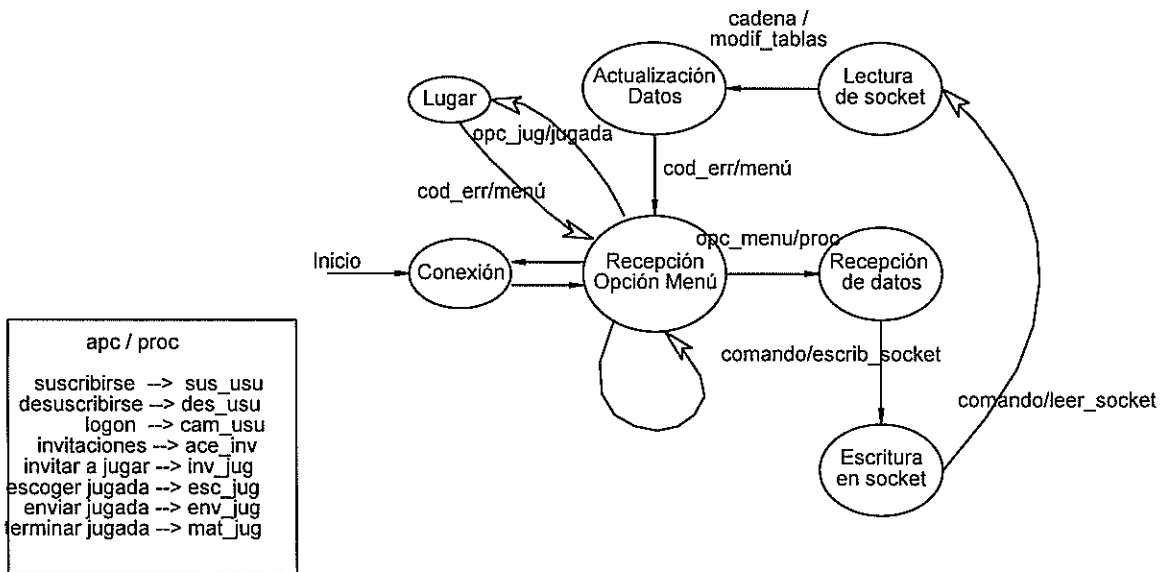 cadena /
modif_tablas
Actualización
Datos
Lectura
de socket
Lugar
opc_jug/jugada
cod_err/menú
cod_err/menú
opc_menu/proc
Inicio
Conexión
Recepción
Opción Menú
Recepción
de datos
comando/escrib_socket
comando/leer_socket
Escritura
en socket
apc / proc
suscribirse --> sus_usu
desuscribirse --> des_usu
logon --> cam_usu
invitaciones --> ace_inv
invitar a jugar --> inv_jug
escoger jugada --> esc_jug
enviar jugada --> env_jug
terminar jugada --> mat_jug